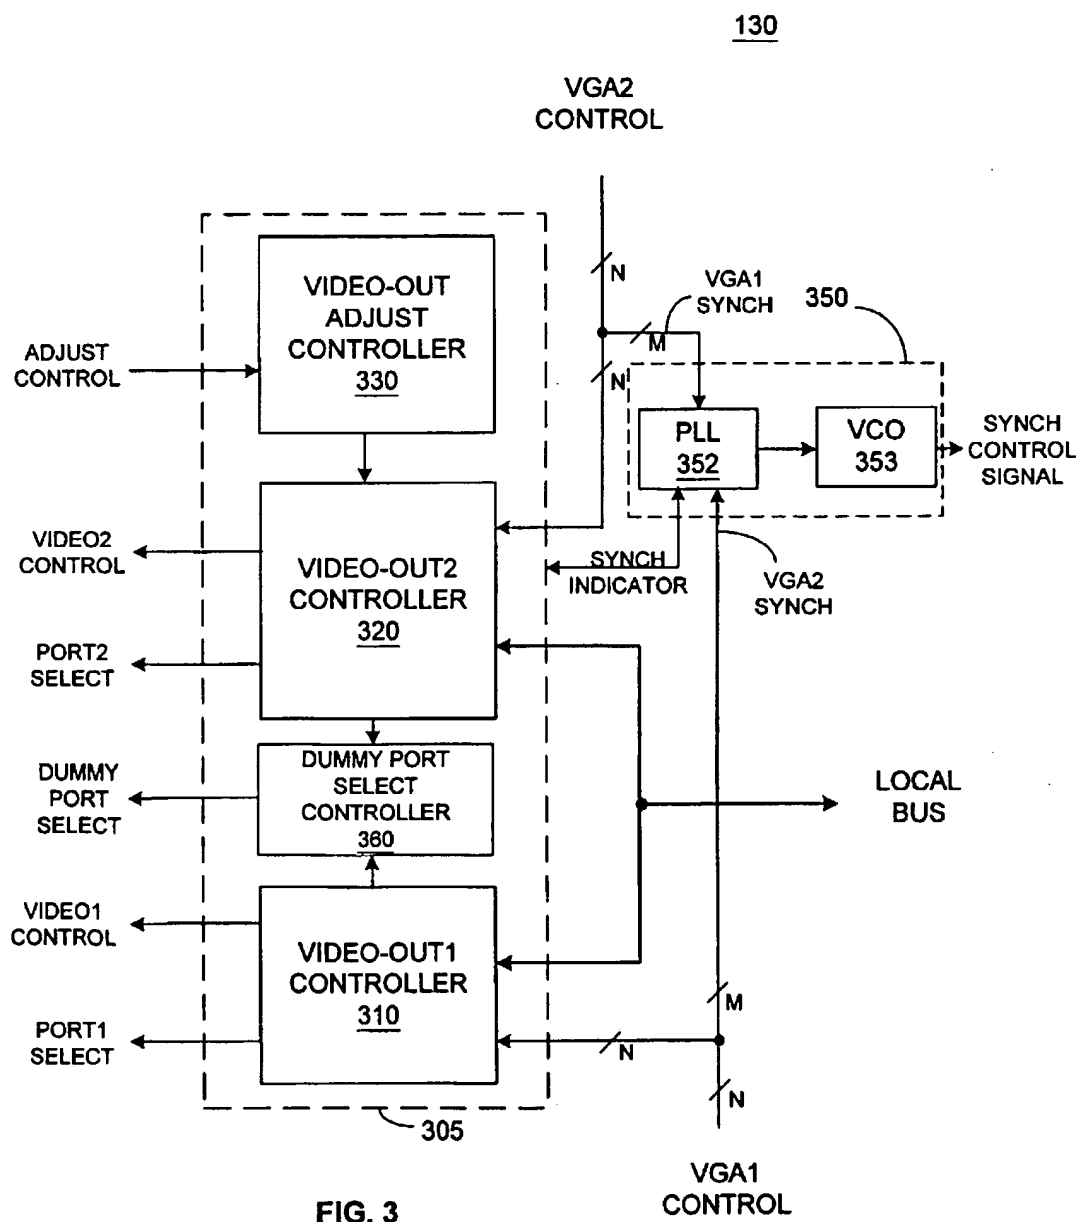 130
VGA2
CONTROL
N
VGA1
SYNCH
350
M
N
VIDEO-OUT
ADJUST
CONTROLLER
330
ADJUST
CONTROL
PLL
352
VCO
353
SYNCH
CONTROL
SIGNAL
VIDEO2
CONTROL
VIDEO-OUT2
CONTROLLER
320
SYNCH
INDICATOR
VGA2
SYNCH
PORT2
SELECT
DUMMY
PORT
SELECT
DUMMY PORT
SELECT
CONTROLLER
360
LOCAL
BUS
VIDEO1
CONTROL
VIDEO-OUT1
CONTROLLER
310
M
PORT1
SELECT
N
N
305
VGA1
CONTROL
FIG. 3